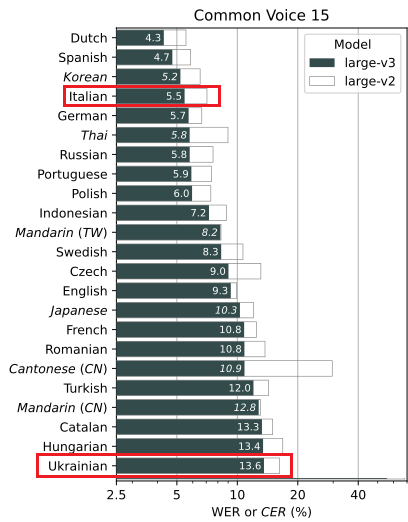 Common Voice 15
Model
large-v3
large-v2
Dutch 4.3
Spanish 4.7
Korean 5.2
Italian 5.5
German 5.7
Thai 5.8
Russian 5.8
Portuguese 5.9
Polish 6.0
Indonesian 7.2
Mandarin (TW) 8.2
Swedish 8.3
Czech 9.0
English 9.3
Japanese 10.3
French 10.8
Romanian 10.8
Cantonese (CN) 10.9
Turkish 12.0
Mandarin (CN) 12.8
Catalan 13.3
Hungarian 13.4
Ukrainian 13.6
2.5 5 10 20 40
WER or CER (%)